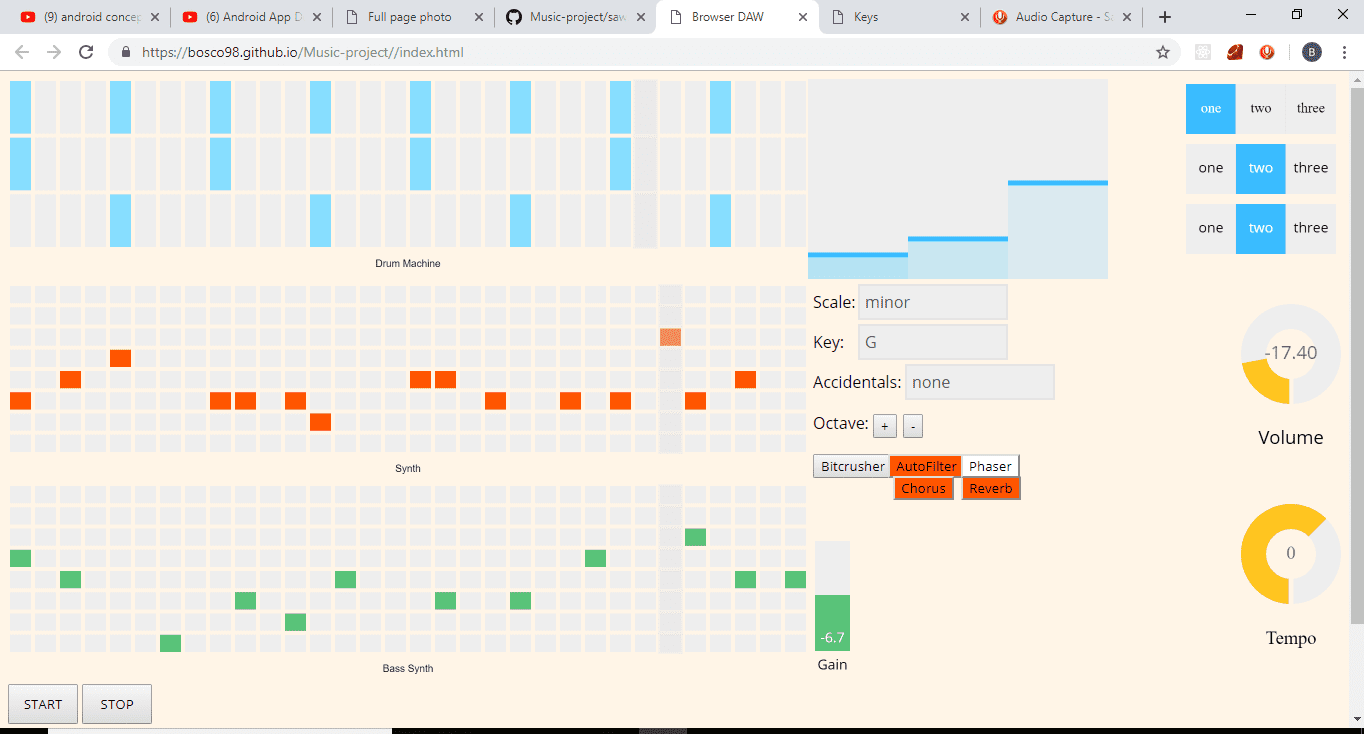 (9) android concep
(6) Android App D
Full page photo
Music-project/saw
Browser DAW
Keys
Audio Capture - Sa
https://bosco98.github.io/Music-project//index.html
B
one two three
one two three
one two three
Drum Machine
Scale: minor
Key: G
Accidentals: none
Octave: + -
-17.40
Volume
Bitcrusher AutoFilter Phaser
Chorus Reverb
Synth
0
Tempo
-6.7
Gain
Bass Synth
START STOP